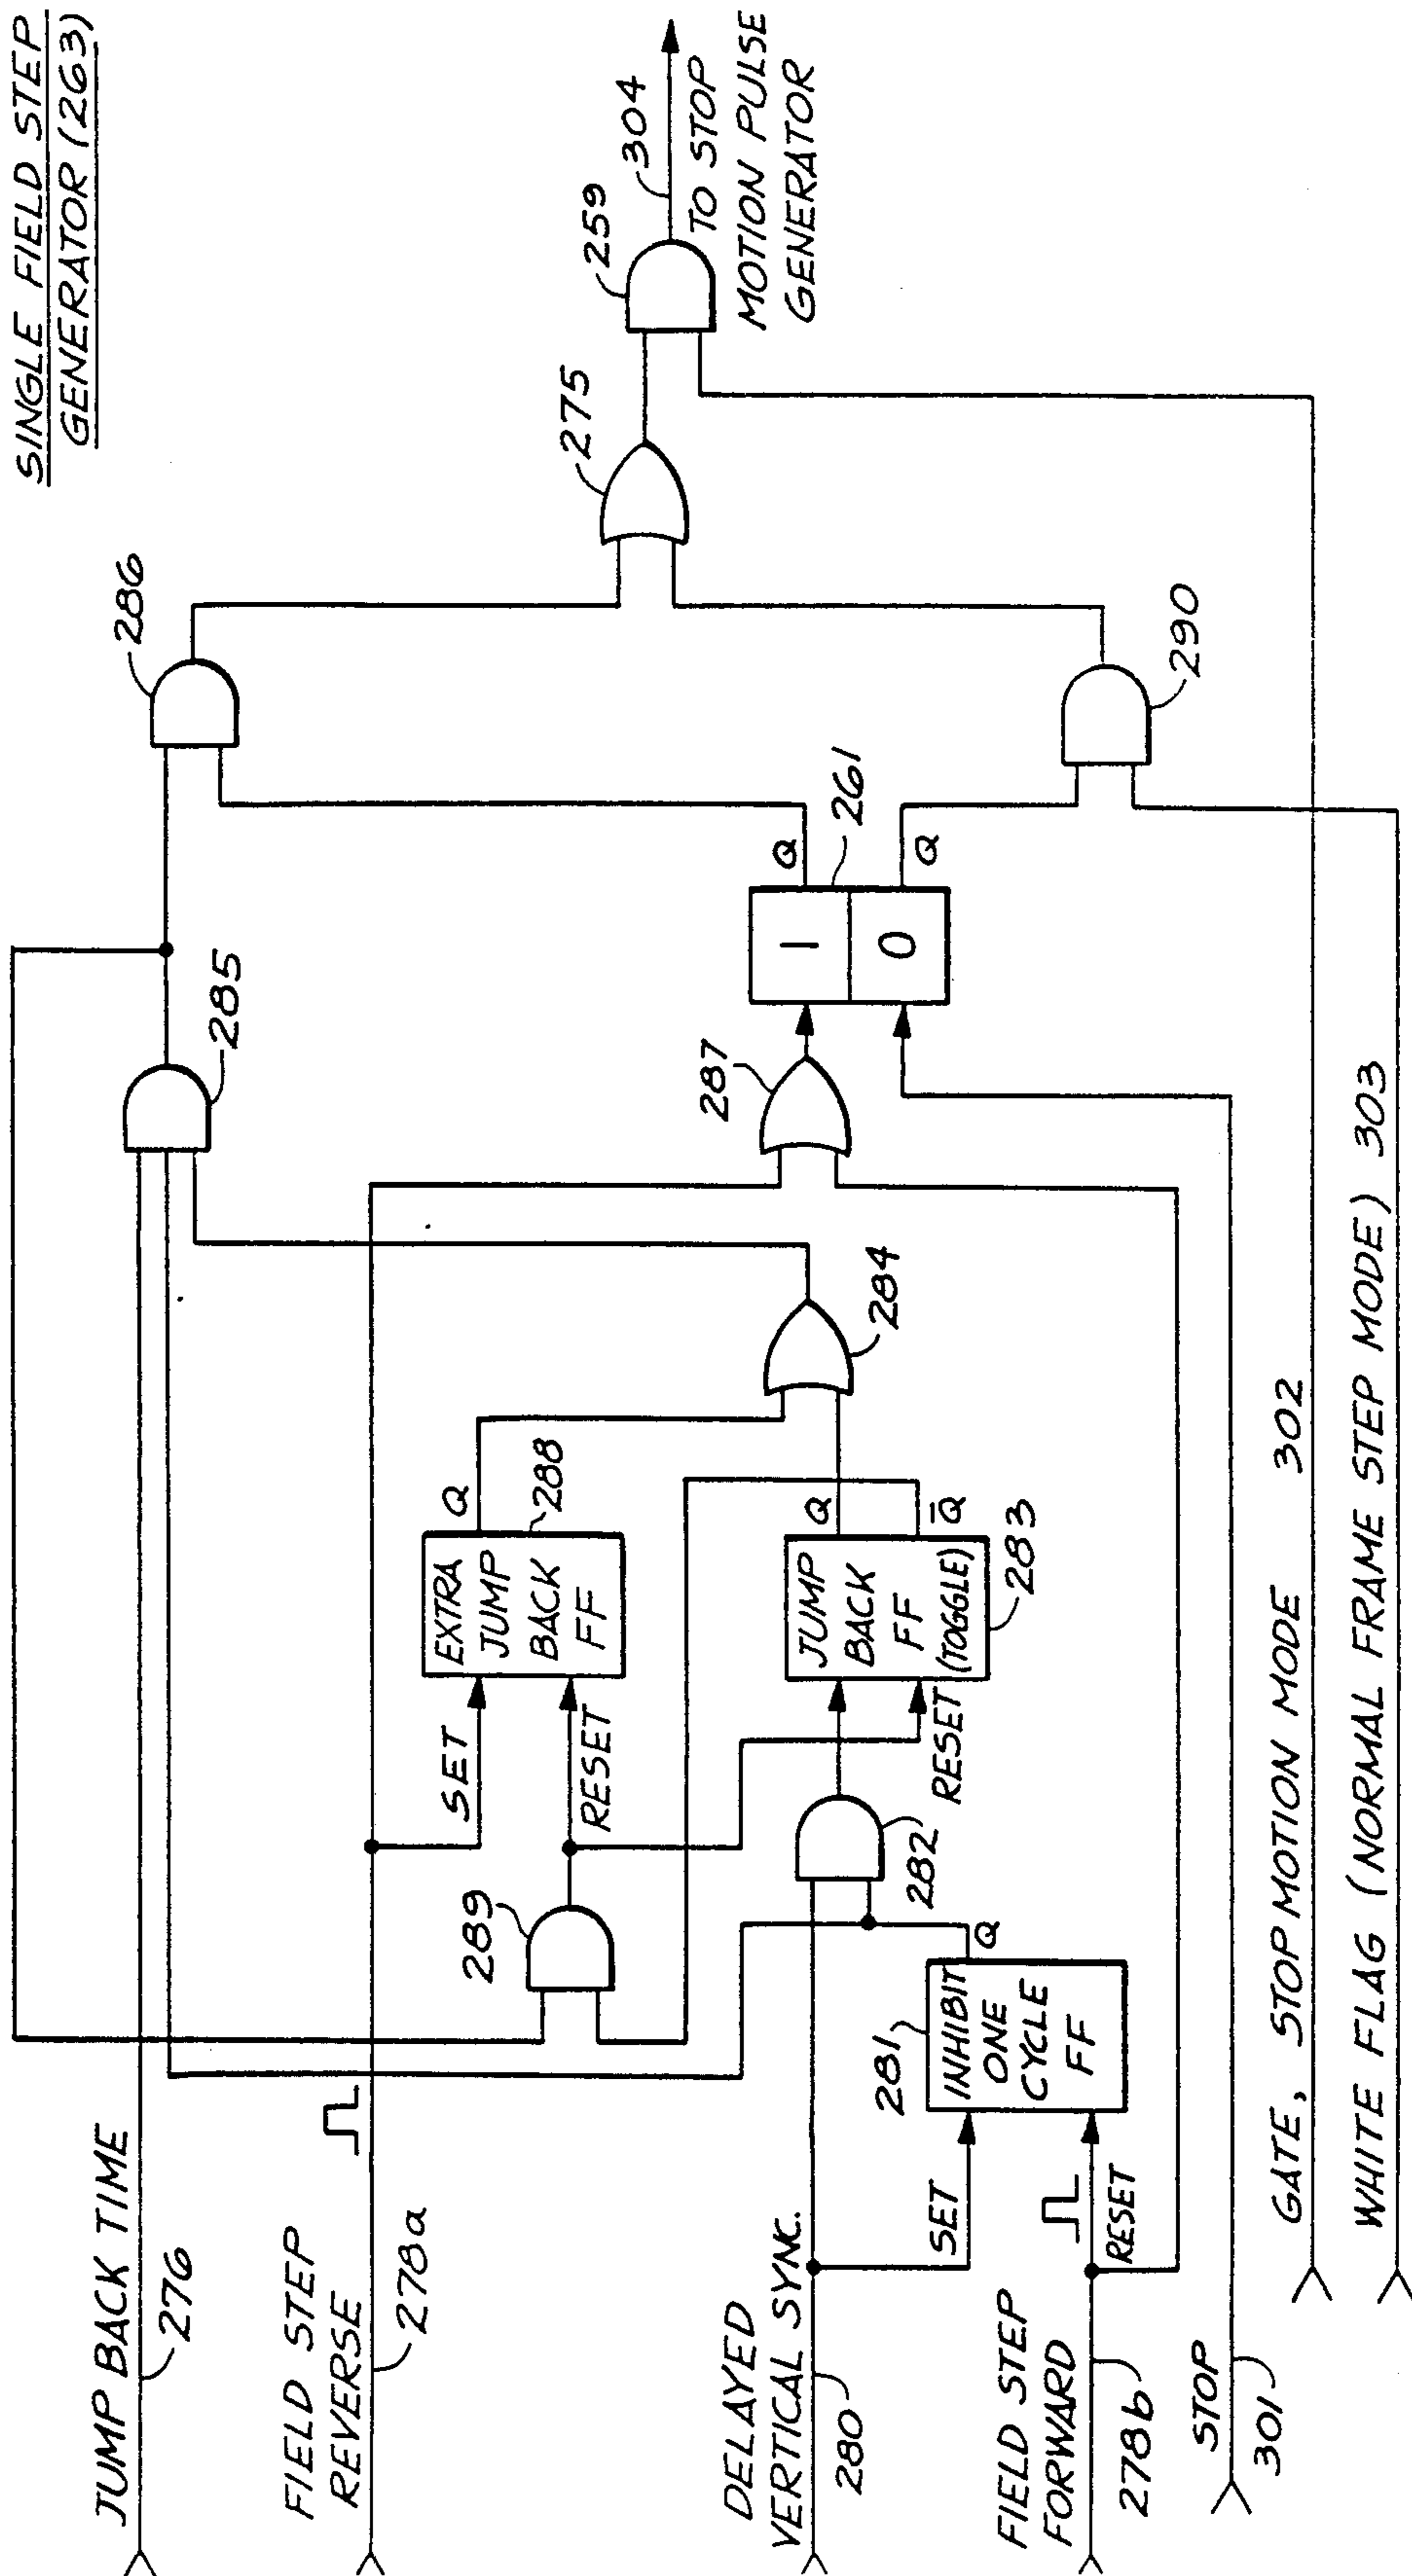 SINGLE FIELD STEP
GENERATOR (263)
JUMP BACK TIME
276
FIELD STEP
REVERSE
278a
DELAYED
VERTICAL SYNC.
280
FIELD STEP
FORWARD
278b
STOP
301
GATE, STOP MOTION MODE 302
WHITE FLAG (NORMAL FRAME STEP MODE) 303
SET
RESET
281
INHIBIT
ONE
CYCLE
FF
Q
282
289
SET
RESET
EXTRA
JUMP
BACK
FF
Q
288
RESET
JUMP
BACK
FF
(TOGGLE)
Q
Q̅
283
284
285
287
1
0
Q
Q
261
286
290
275
259
304
TO STOP
MOTION PULSE
GENERATOR